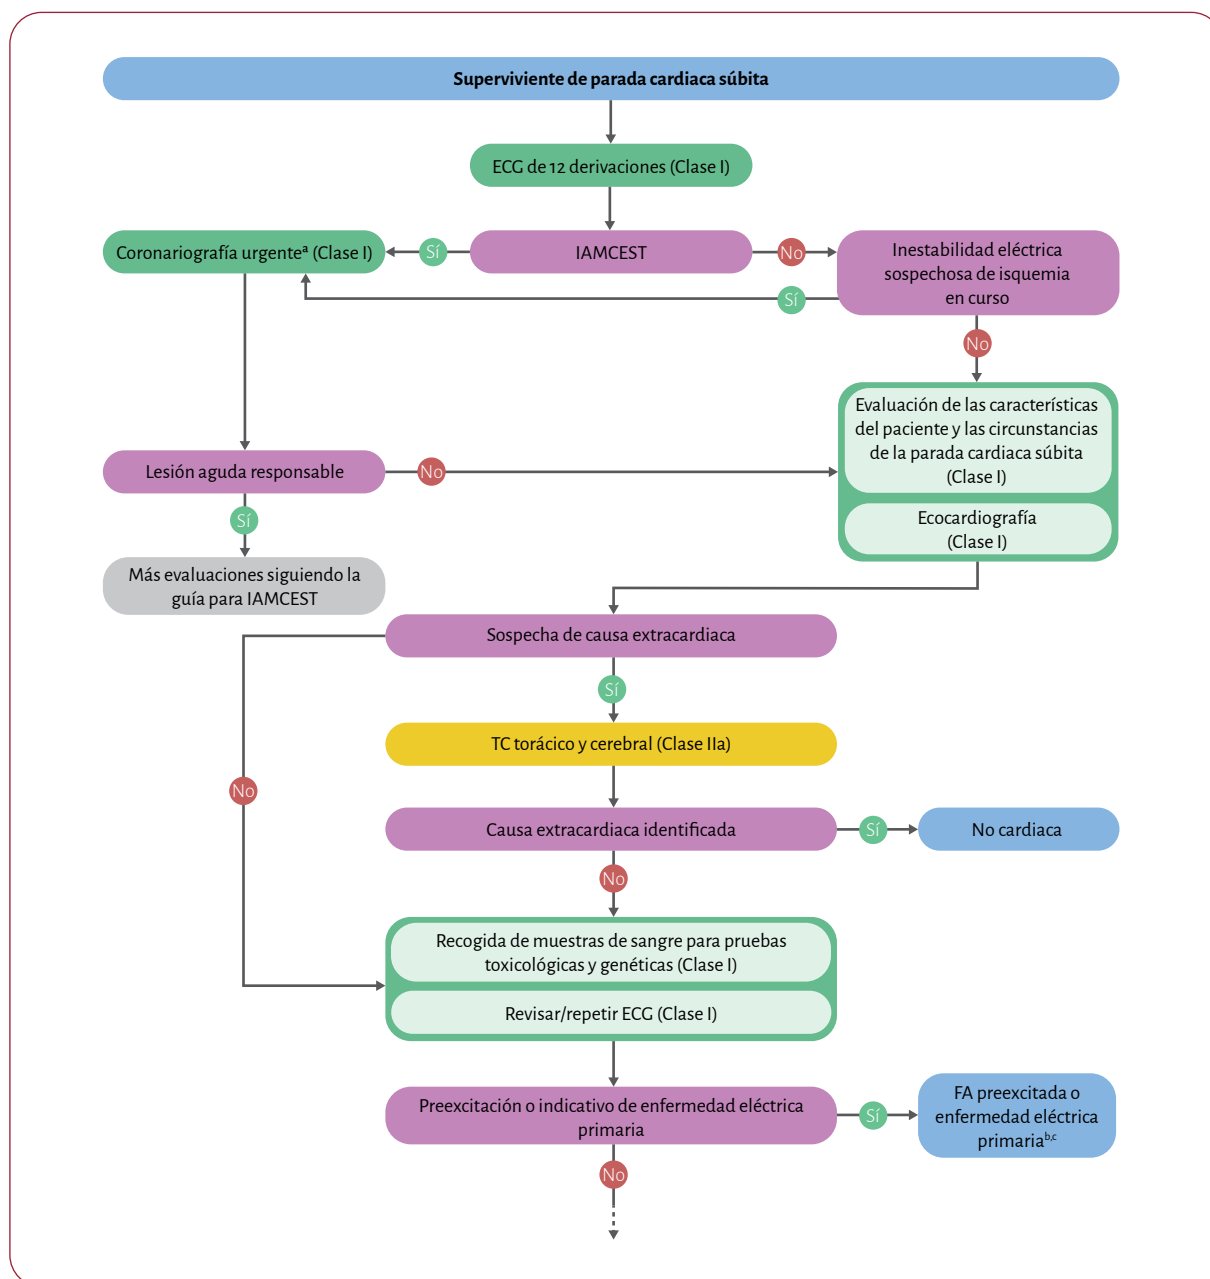 Superviviente de parada cardiaca súbita
ECG de 12 derivaciones (Clase I)
Coronariografía urgenteª (Clase I)
Sí
IAMCEST
No
Inestabilidad eléctrica
sospechosa de isquemia
en curso
Sí
No
Evaluación de las características
del paciente y las circunstancias
de la parada cardiaca súbita
(Clase I)
Ecocardiografía
(Clase I)
Lesión aguda responsable
No
Sí
Más evaluaciones siguiendo la
guía para IAMCEST
Sospecha de causa extracardiaca
Sí
TC torácico y cerebral (Clase IIa)
No
Causa extracardiaca identificada
Sí
No cardiaca
No
Recogida de muestras de sangre para pruebas
toxicológicas y genéticas (Clase I)
Revisar/repetir ECG (Clase I)
Preexcitación o indicativo de enfermedad eléctrica
primaria
Sí
FA preexcitada o
enfermedad eléctrica
primariaᵇ,ᶜ
No